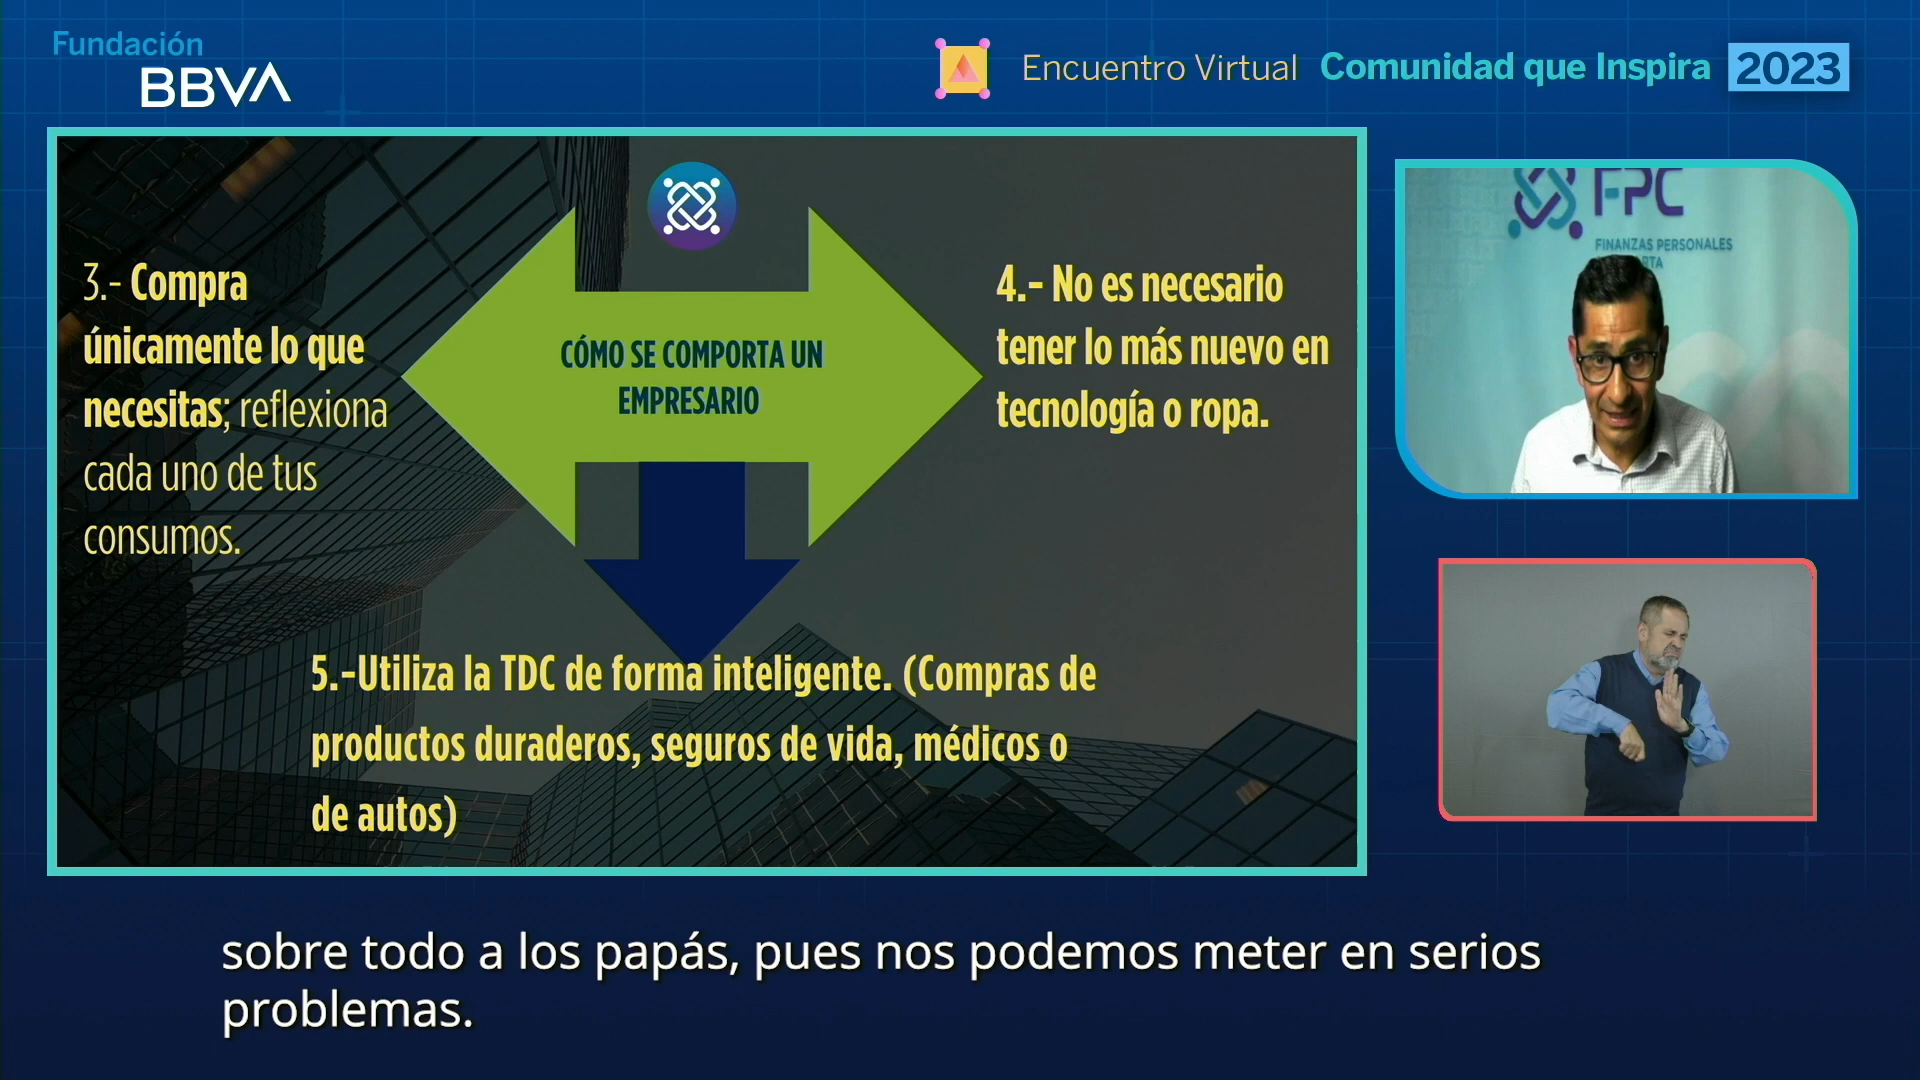 Fundación
BBVA
Encuentro Virtual Comunidad que Inspira 2023
3.- Compra
únicamente lo que
necesitas; reflexiona
cada uno de tus
consumos.
CÓMO SE COMPORTA UN
EMPRESARIO
4.- No es necesario
tener lo más nuevo en
tecnología o ropa.
5.-Utiliza la TDC de forma inteligente. (Compras de
productos duraderos, seguros de vida, médicos o
de autos)
FPC
FINANZAS PERSONALES
sobre todo a los papás, pues nos podemos meter en serios
problemas.